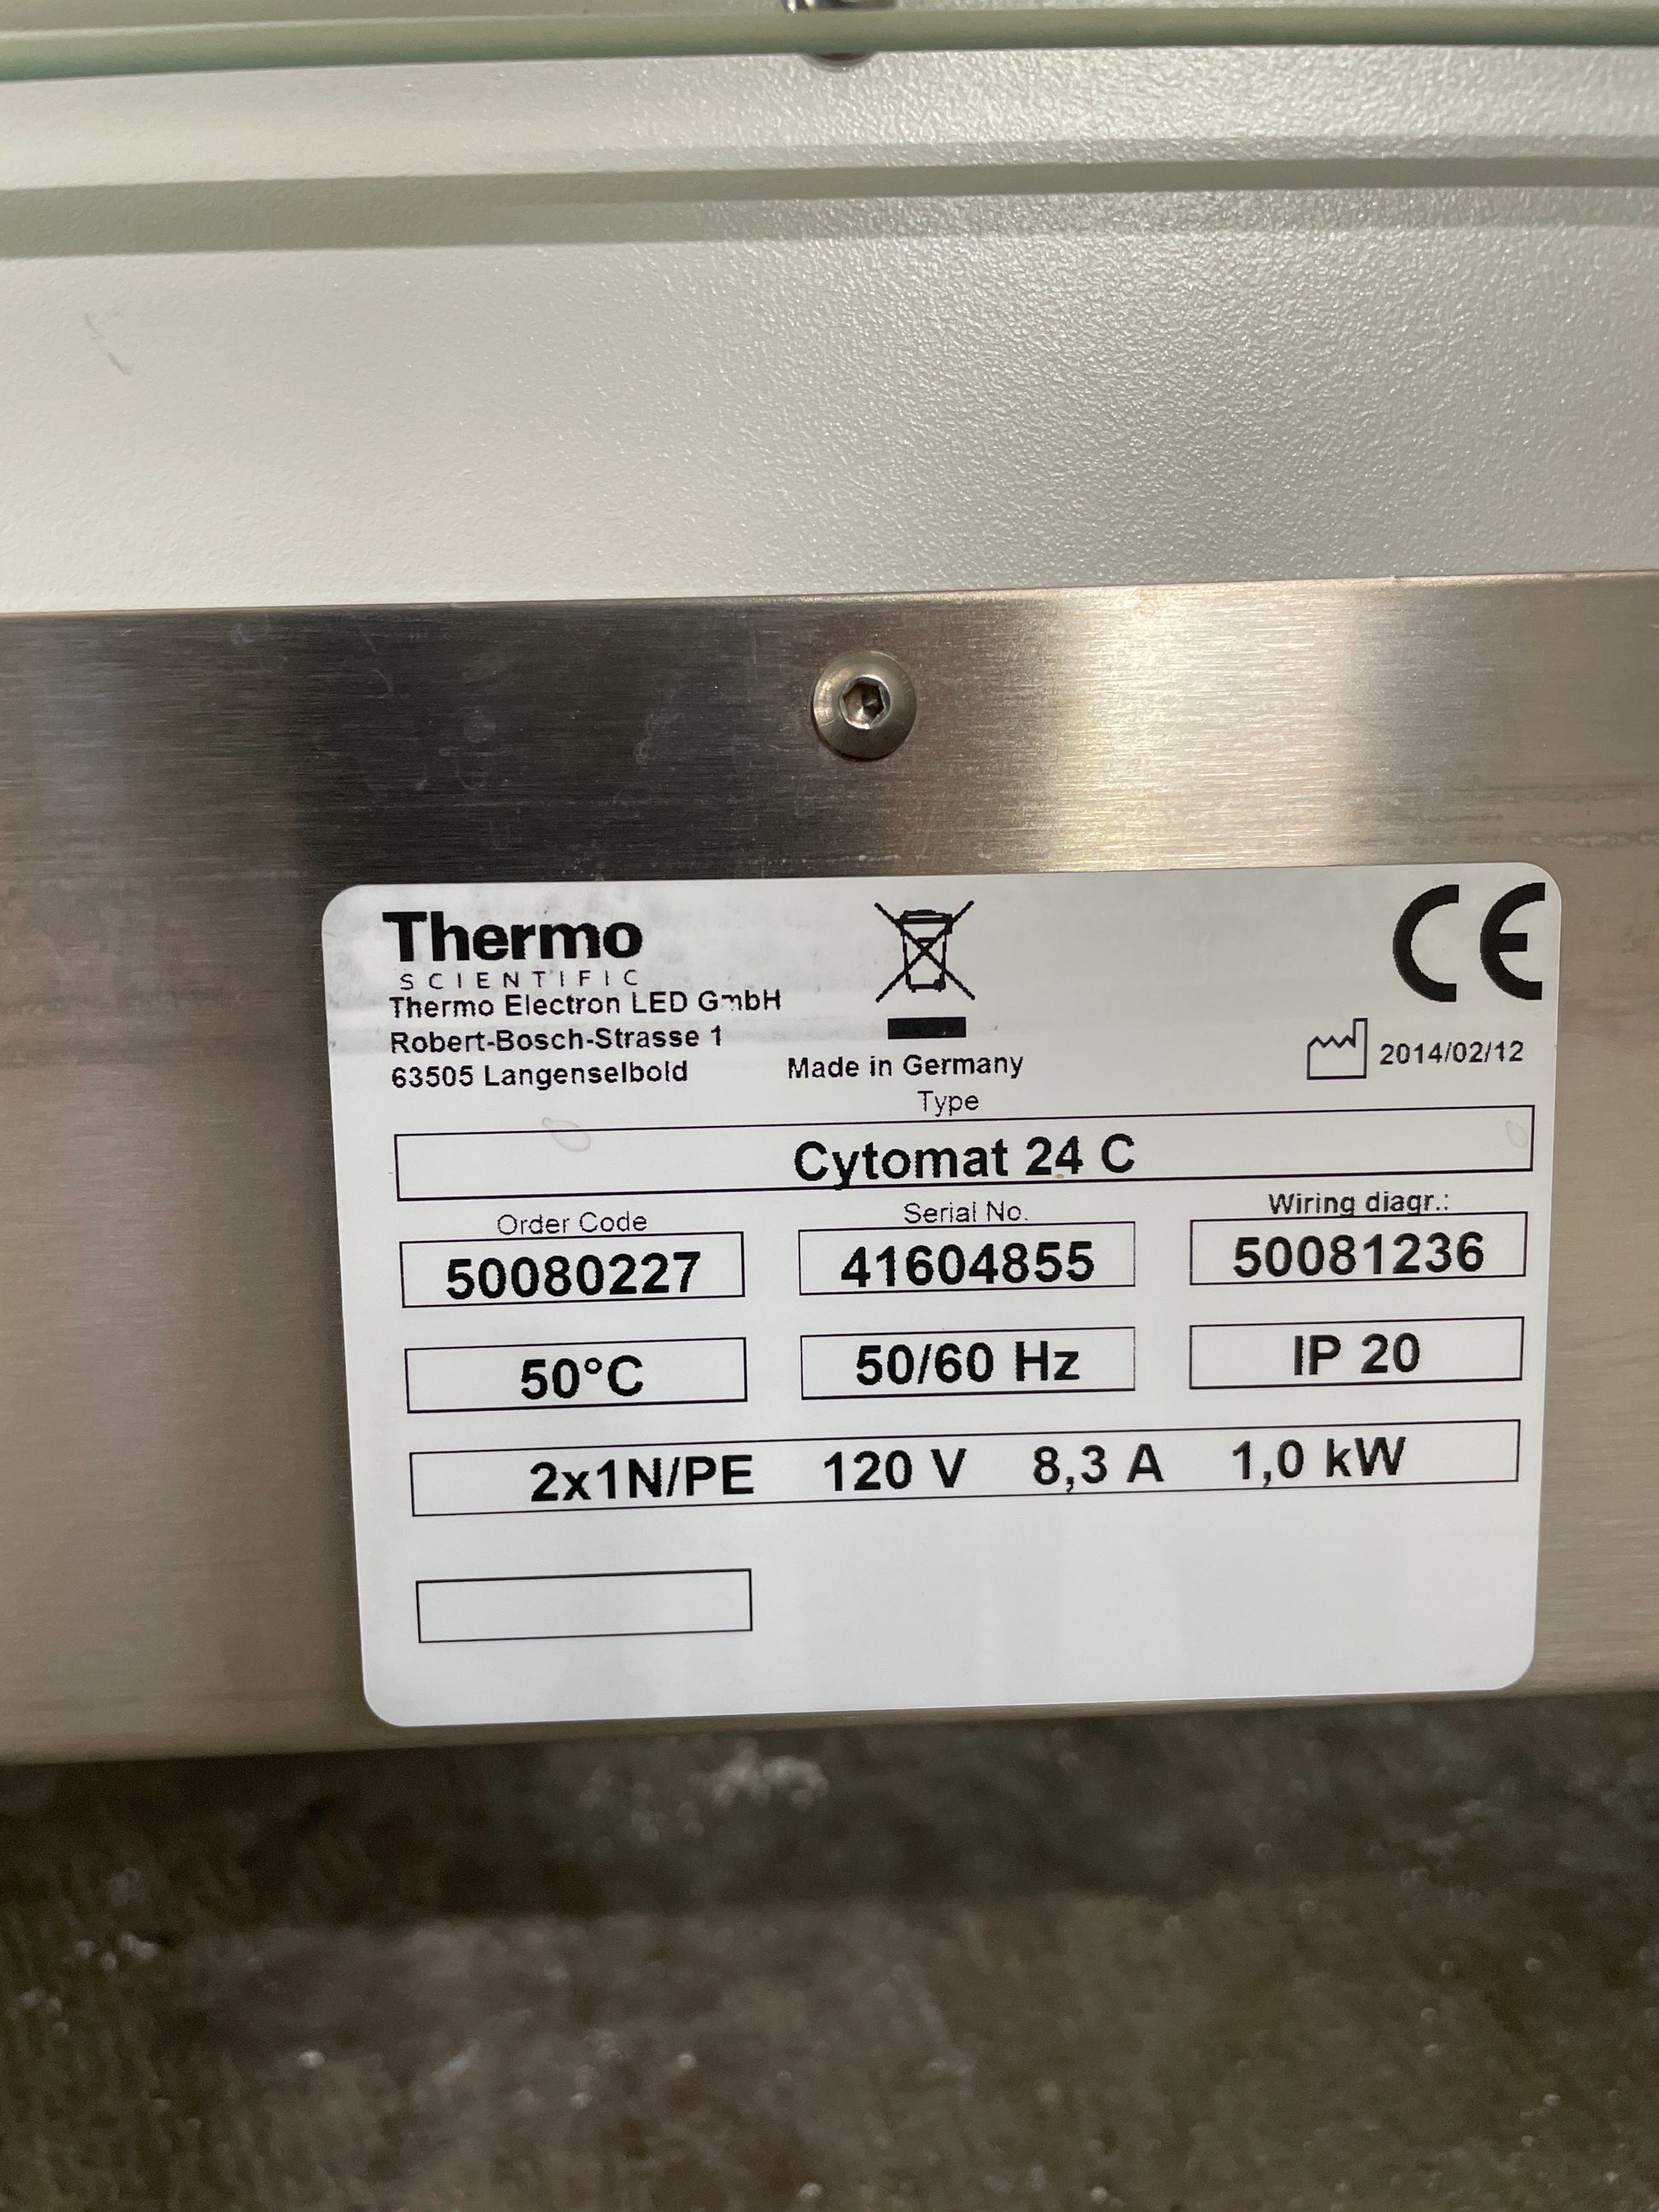 Thermo
SCIENTIFIC
Thermo Electron LED GmbH
Robert-Bosch-Strasse 1
63505 Langenselbold
Made in Germany
CE
2014/02/12
Type
Cytomat 24 C
Order Code
50080227
Serial No.
41604855
Wiring diagr.:
50081236
50°C
50/60 Hz
IP 20
2x1N/PE 120 V 8,3 A 1,0 kW